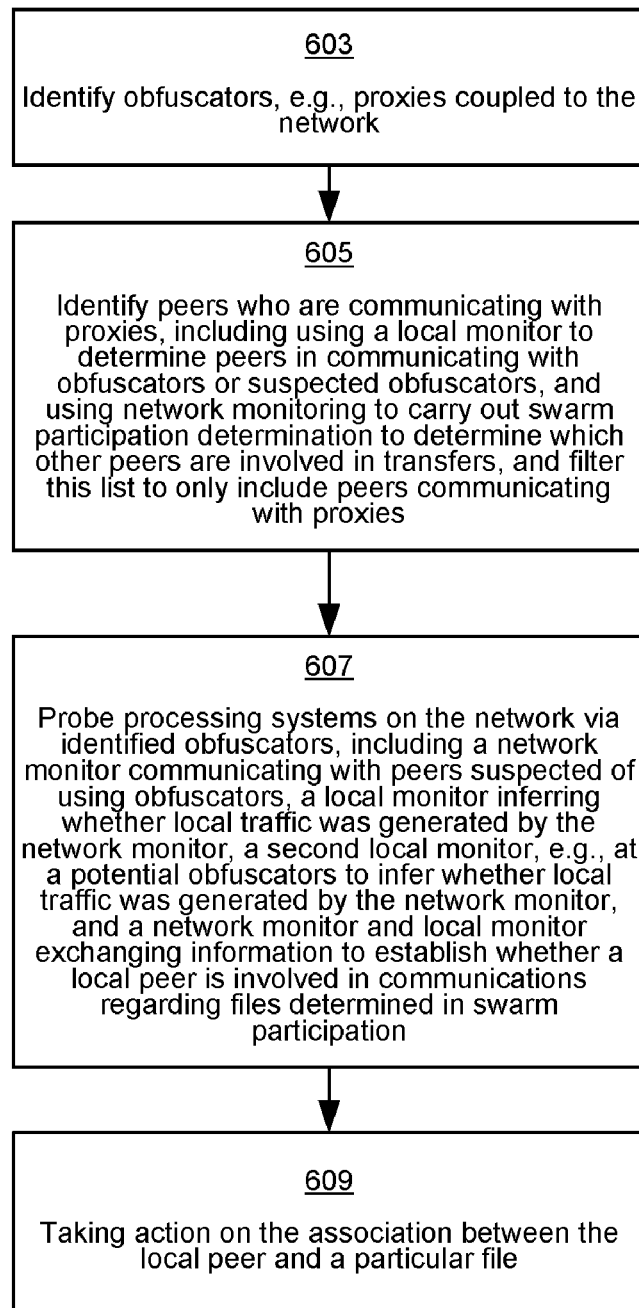 603
Identify obfuscators, e.g., proxies coupled to the
network
605
Identify peers who are communicating with
proxies, including using a local monitor to
determine peers in communicating with
obfuscators or suspected obfuscators, and
using network monitoring to carry out swarm
participation determination to determine which
other peers are involved in transfers, and filter
this list to only include peers communicating
with proxies
607
Probe processing systems on the network via
identified obfuscators, including a network
monitor communicating with peers suspected of
using obfuscators, a local monitor inferring
whether local traffic was generated by the
network monitor, a second local monitor, e.g., at
a potential obfuscators to infer whether local
traffic was generated by the network monitor,
and a network monitor and local monitor
exchanging information to establish whether a
local peer is involved in communications
regarding files determined in swarm
participation
609
Taking action on the association between the
local peer and a particular file